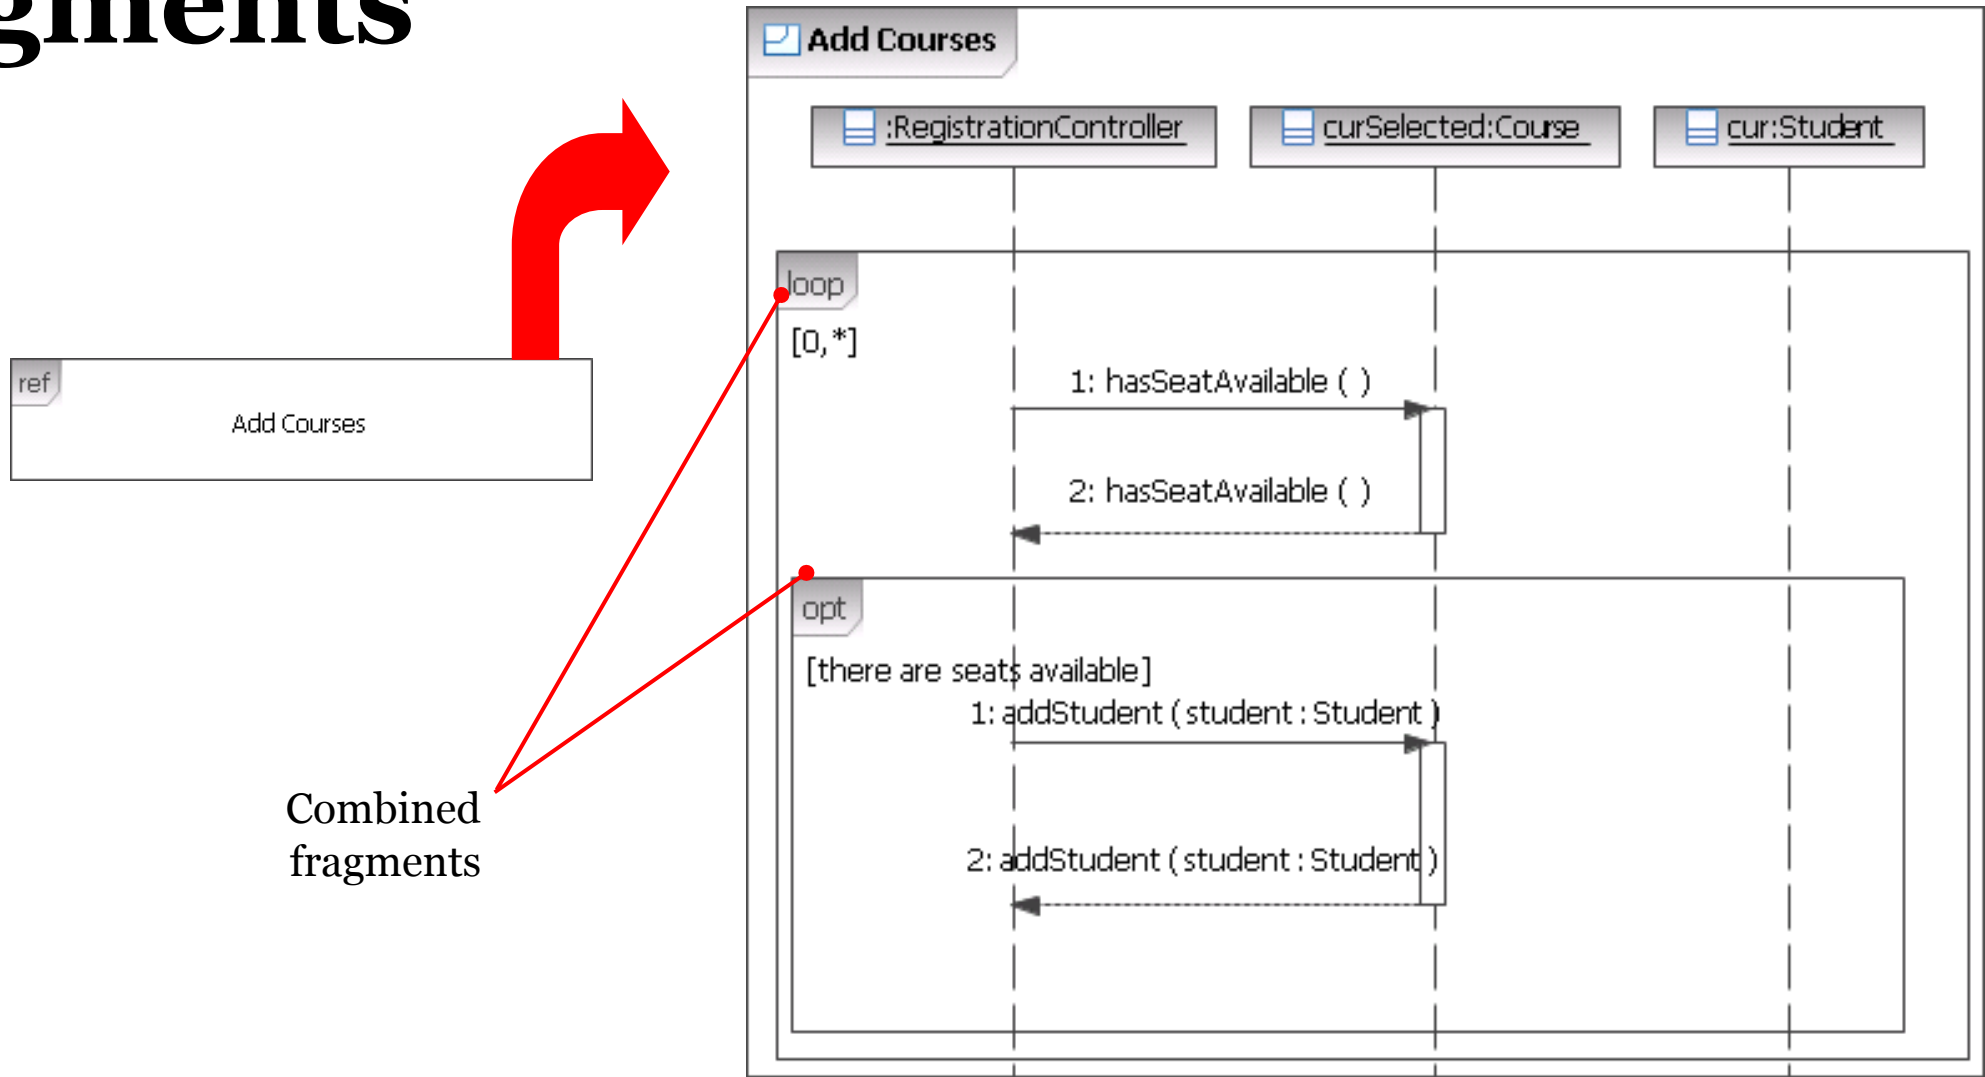 gments
Add Courses
:RegistrationController
curSelected:Course
cur:Student
loop
[0,*]
1: hasSeatAvailable ( )
2: hasSeatAvailable ( )
ref
Add Courses
opt
[there are seats available]
1: addStudent ( student : Student )
2: addStudent ( student : Student )
Combined
fragments